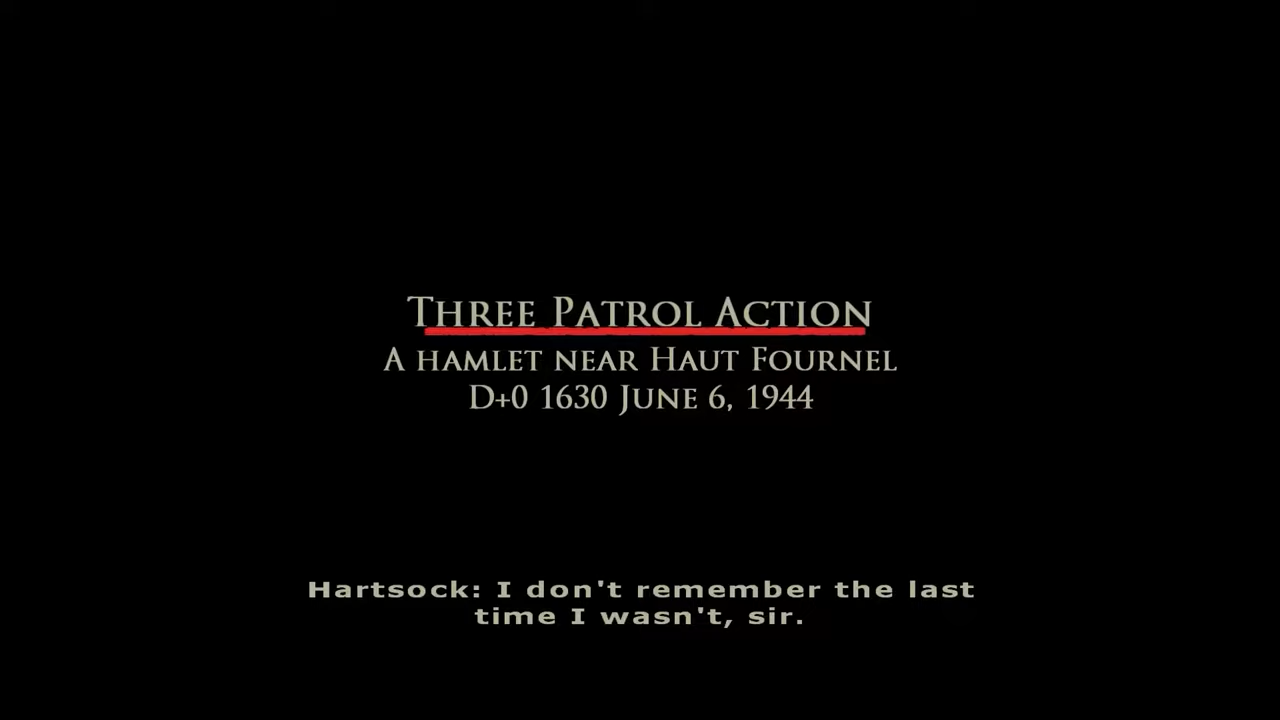 Three Patrol Action
A hamlet near Haut Fournel
D+0 1630 June 6, 1944
Hartsock: I don't remember the last
time I wasn't, sir.